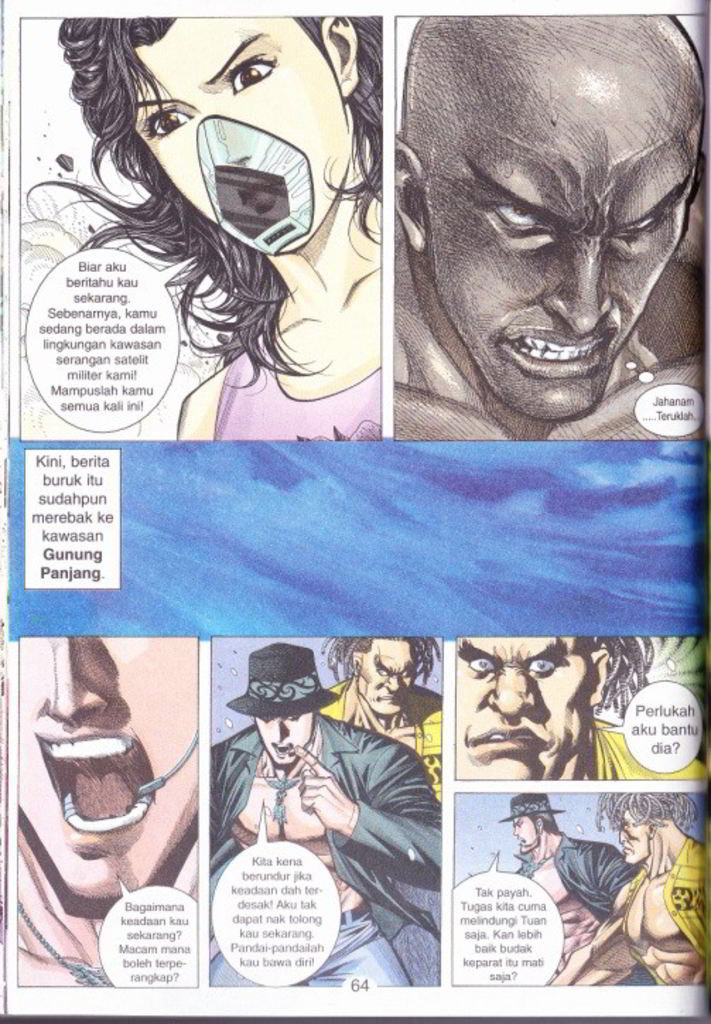 Biar aku
beritahu kau
sekarang.
Sebenarnya, kamu
sedang berada dalam
lingkungan kawasan
serangan satelit
militer kami!
Mampuslah kamu
semua kali ini!
Jahanam
.....Teruklah..
Kini, berita
buruk itu
sudahpun
merebak ke
kawasan
Gunung
Panjang.
Bagaimana
keadaan kau
sekarang?
Macam mana
boleh terpe-
rangkap?
Kita kena
berundur jika
keadaan dah ter-
desak! Aku tak
dapat nak tolong
kau sekarang.
Pandai-pandailah
kau bawa diri!
Perlukah
aku bantu
dia?
Tak payah.
Tugas kita cuma
melindungi Tuan
saja. Kan lebih
baik budak
keparat itu mati
saja?
64